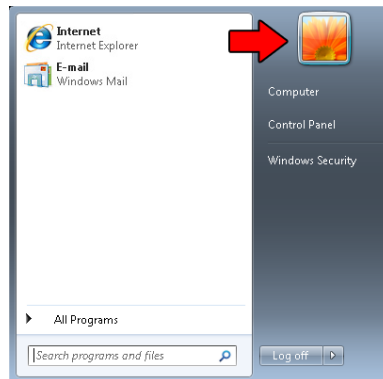 Internet
Internet Explorer
E-mail
Windows Mail
All Programs
Search programs and files
Computer
Control Panel
Windows Security
Log off